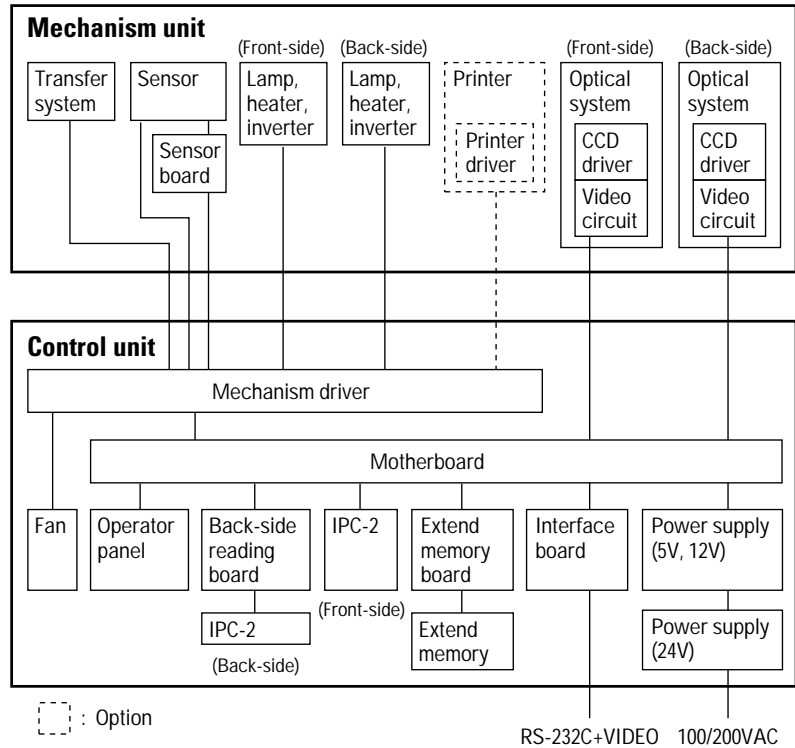 Mechanism unit
(Front-side)
(Back-side)
(Front-side)
(Back-side)
Transfer
system
Sensor
Sensor
board
Lamp,
heater,
inverter
Lamp,
heater,
inverter
Printer
Printer
driver
Optical
system
CCD
driver
Video
circuit
Optical
system
CCD
driver
Video
circuit
Control unit
Mechanism driver
Motherboard
Fan
Operator
panel
Back-side
reading
board
IPC-2
(Back-side)
IPC-2
(Front-side)
Extend
memory
board
Extend
memory
Interface
board
Power supply
(5V, 12V)
Power supply
(24V)
: Option
RS-232C+VIDEO
100/200VAC